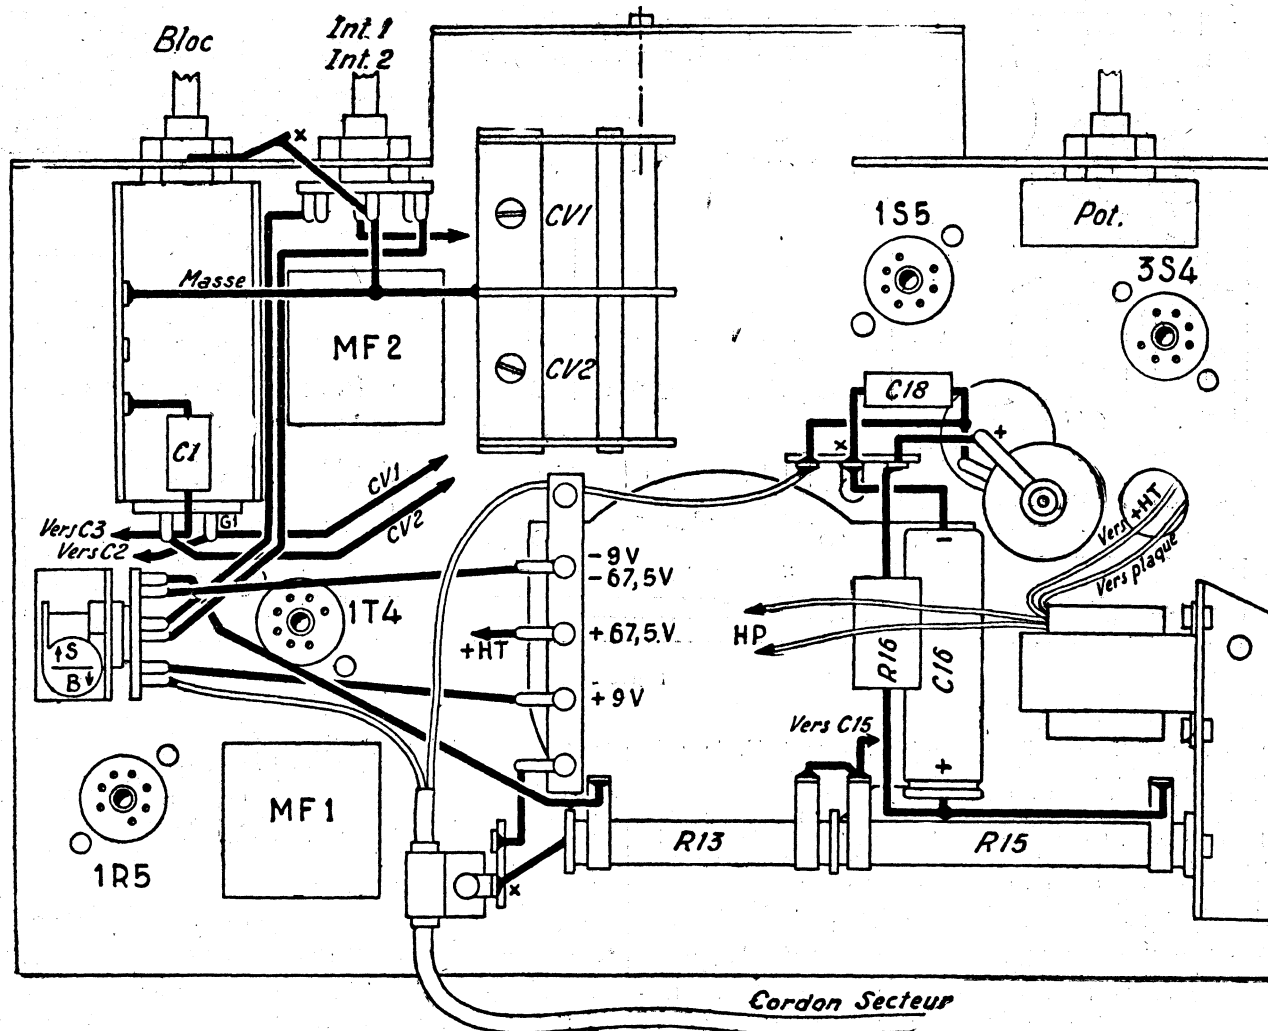 Bloc
Int. 1
Int. 2
x
CV1
1S5
Pot.
3S4
Masse
MF2
CV2
C18
x
+
C1
G1
CV1
CV2
Vers C3
Vers C2
-9V
-67,5V
Vers +HT
Vers plaque
1T4
+HT
+67,5V
HP
R16
C16
-
+
↑S
B↓
+9V
Vers C15
MF1
1R5
R13
R15
x
Cordon Secteur